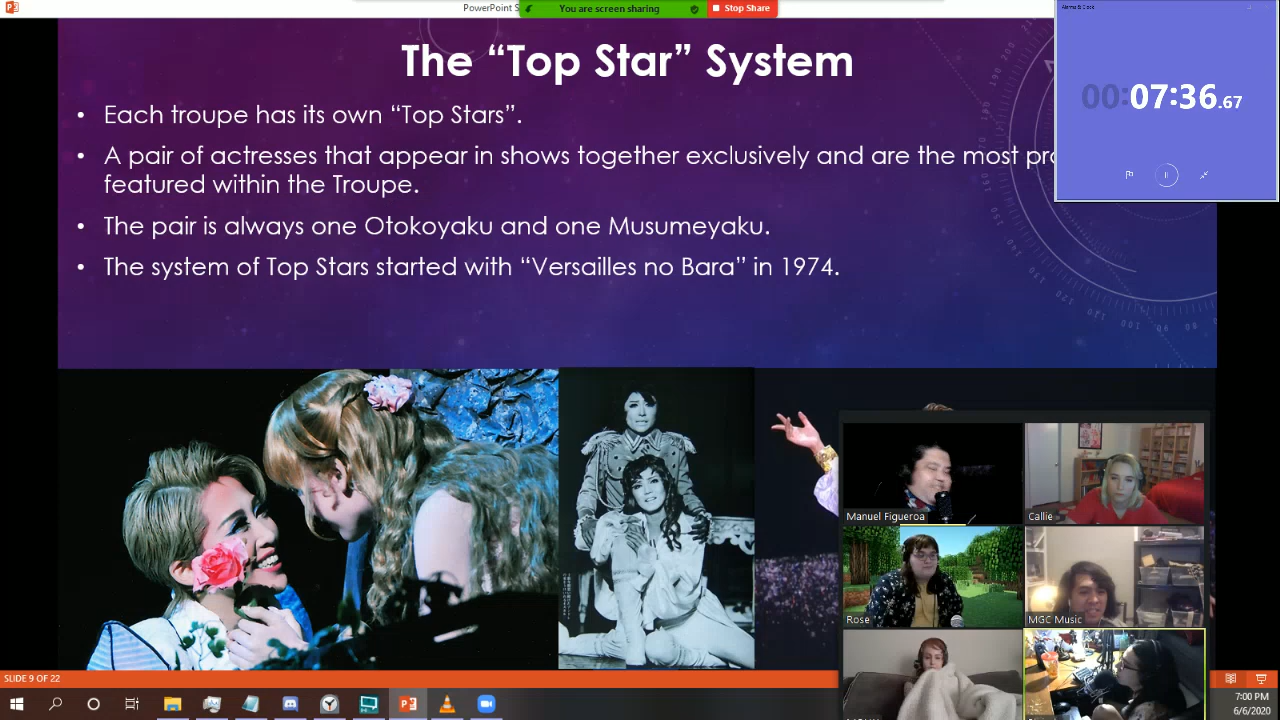 PowerPoint S
You are screen sharing
Stop Share
The “Top Star” System
00:07:36.67
• Each troupe has its own “Top Stars”.
• A pair of actresses that appear in shows together exclusively and are the most pro
featured within the Troupe.
• The pair is always one Otokoyaku and one Musumeyaku.
• The system of Top Stars started with “Versailles no Bara” in 1974.
Manuel Figueroa
Callie
Rose
MGC Music
SLIDE 9 OF 22
7:00 PM
6/6/2020